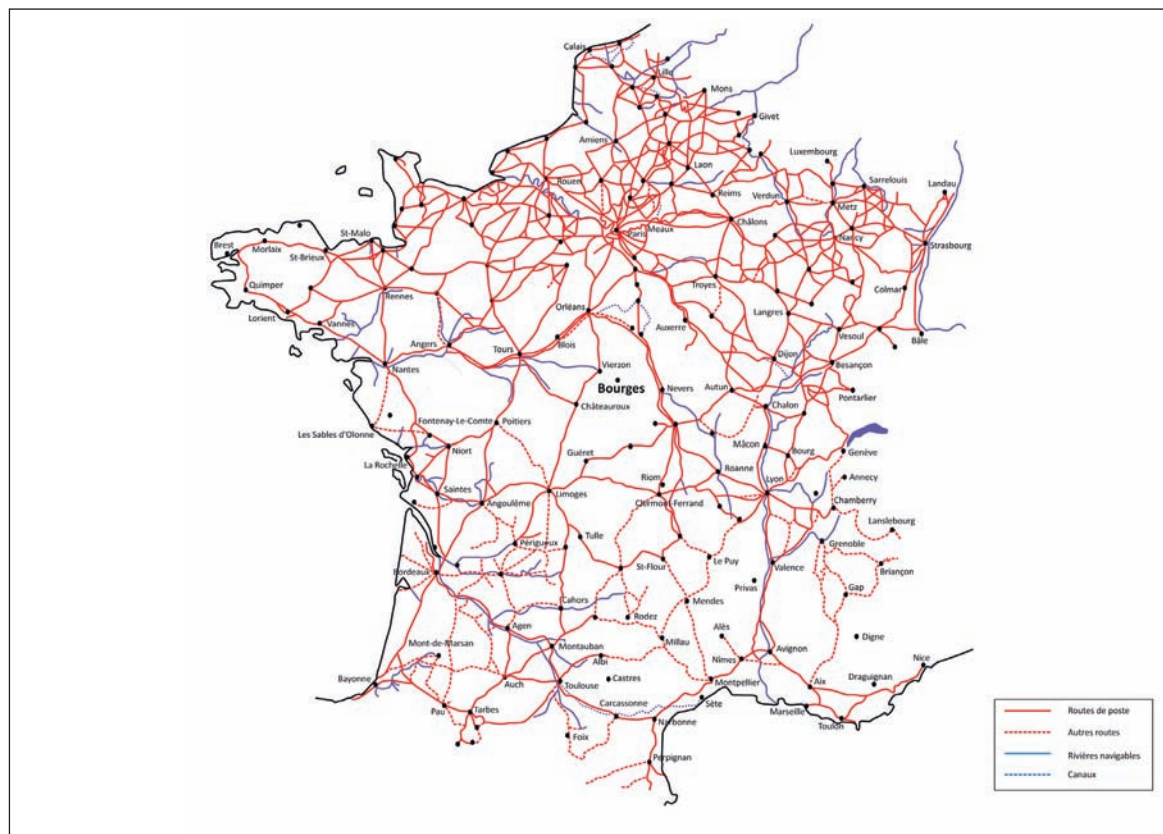 Calais
Lille
Mons
Givet
Amiens
Luxembourg
Laon
Sarrelouis
Landau
Rouen
Reims
Verdun
Metz
Châlons
Meaux
Paris
Nancy
Strasbourg
St-Malo
Brest
Morlaix
St-Brieux
Quimper
Rennes
Troyes
Colmar
Lorient
Vannes
Orléans
Langres
Auxerre
Vesoul
Bâle
Angers
Tours
Blois
Dijon
Besançon
Nantes
Vierzon
Bourges
Nevers
Autun
Pontarlier
Châteauroux
Chalon
Fontenay-Le-Comte
Poitiers
Les Sables d'Olonne
Niort
Guéret
Mâcon
Bourg
Genève
La Rochelle
Riom
Roanne
Lyon
Annecy
Saintes
Angoulême
Limoges
Clermont-Ferrand
Chamberry
Lanslebourg
Tulle
Périgueux
Grenoble
Le Puy
Bordeaux
St-Flour
Valence
Briançon
Privas
Gap
Cahors
Mendes
Rodez
Agen
Alès
Digne
Mont-de-Marsan
Montauban
Millau
Avignon
Albi
Nîmes
Nice
Bayonne
Auch
Toulouse
Castres
Montpellier
Aix
Draguignan
Carcassonne
Sète
Marseille
Pau
Tarbes
Narbonne
Toulon
Foix
Perpignan
Routes de poste
Autres routes
Rivières navigables
Canaux